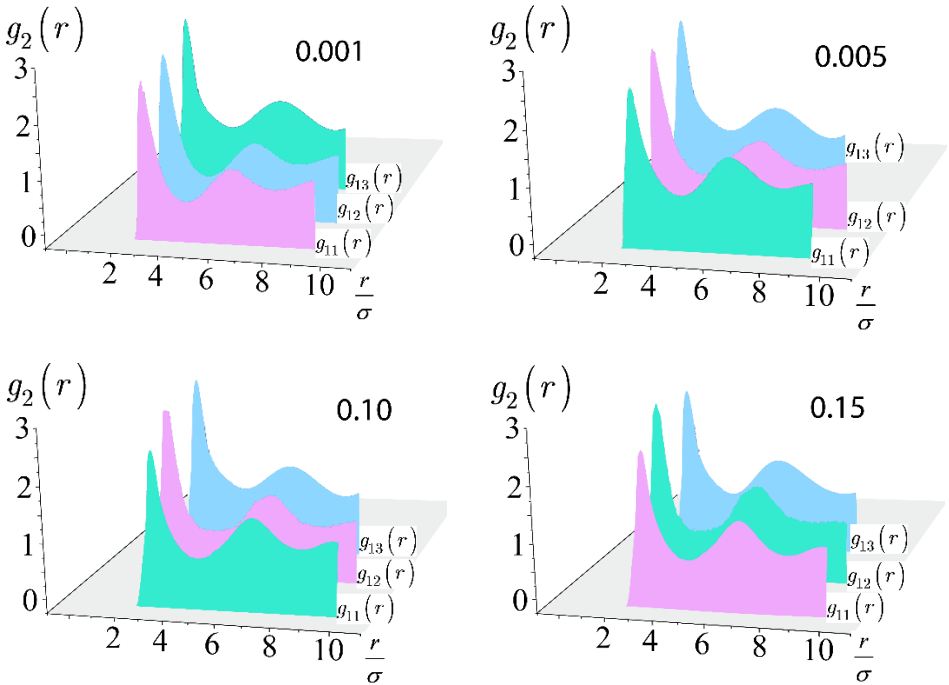 g₂(r)
0.001
3
2
1
0
g₁₃(r)
g₁₂(r)
g₁₁(r)
2 4 6 8 10
r/σ
g₂(r)
0.005
3
2
1
0
g₁₃(r)
g₁₂(r)
g₁₁(r)
2 4 6 8 10
r/σ
g₂(r)
0.10
3
2
1
0
g₁₃(r)
g₁₂(r)
g₁₁(r)
2 4 6 8 10
r/σ
g₂(r)
0.15
3
2
1
0
g₁₃(r)
g₁₂(r)
g₁₁(r)
2 4 6 8 10
r/σ